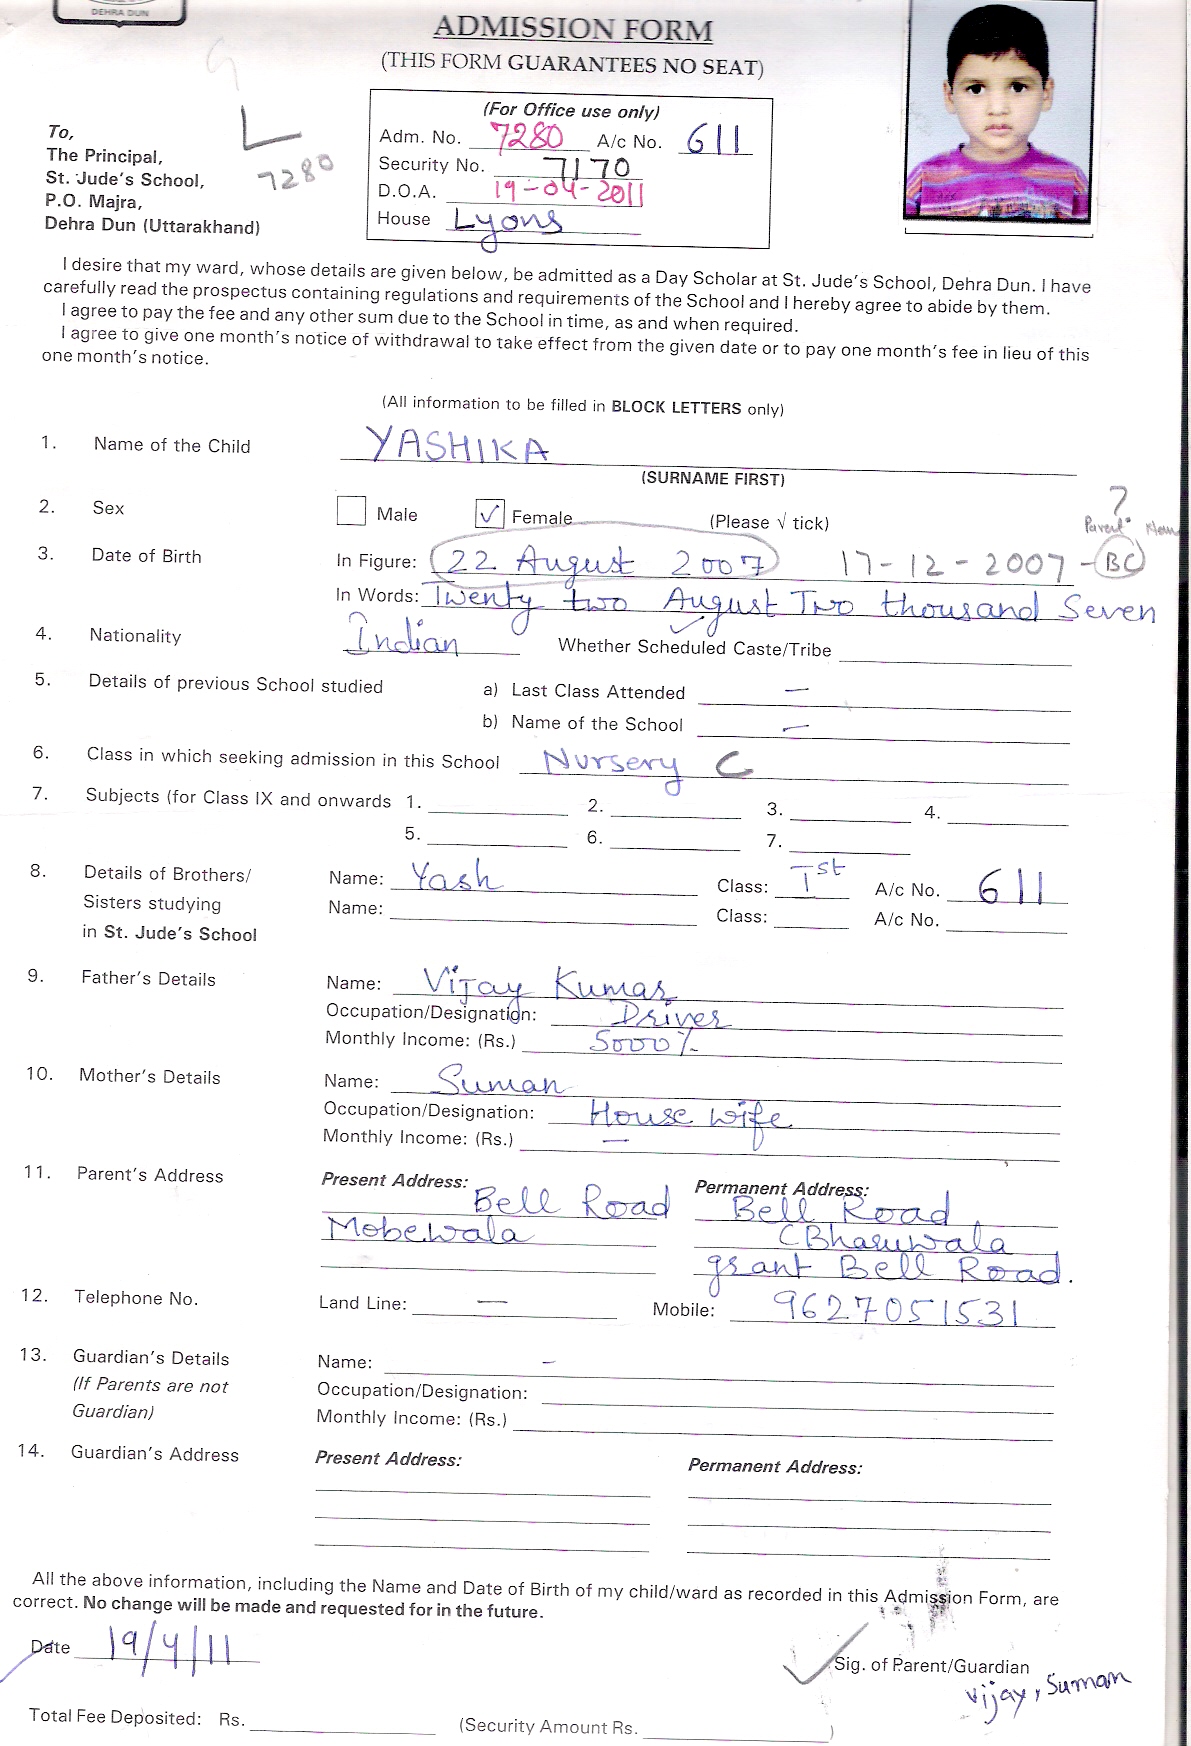 DEHRA DUN
ADMISSION FORM
(THIS FORM GUARANTEES NO SEAT)
(For Office use only)
Adm. No. 7280 A/c No. 611
Security No. 7170
D.O.A. 19-04-2011
House Lyons
To,
The Principal,
St. Jude's School,
P.O. Majra,
Dehra Dun (Uttarakhand)
L
7280
I desire that my ward, whose details are given below, be admitted as a Day Scholar at St. Jude's School, Dehra Dun. I have
carefully read the prospectus containing regulations and requirements of the School and I hereby agree to abide by them.
I agree to pay the fee and any other sum due to the School in time, as and when required.
I agree to give one month's notice of withdrawal to take effect from the given date or to pay one month's fee in lieu of this
one month's notice.
(All information to be filled in BLOCK LETTERS only)
1. Name of the Child YASHIKA
(SURNAME FIRST)
2. Sex Male ✓ Female (Please √ tick)
?
Parent
3. Date of Birth In Figure: 22 August 2007 17-12-2007 - BC
In Words: Twenty two August Two thousand Seven
4. Nationality Indian Whether Scheduled Caste/Tribe
5. Details of previous School studied a) Last Class Attended —
b) Name of the School —
6. Class in which seeking admission in this School Nursery C
7. Subjects (for Class IX and onwards 1. 2. 3. 4.
5. 6. 7.
8. Details of Brothers/ Name: Yash Class: Ist A/c No. 611
Sisters studying Name: Class: A/c No.
in St. Jude's School
9. Father's Details Name: Vijay Kumar
Occupation/Designation: Driver
Monthly Income: (Rs.) 5000/.
10. Mother's Details Name: Suman
Occupation/Designation: House wife
Monthly Income: (Rs.) —
11. Parent's Address Present Address: Permanent Address:
Bell Road Bell Road
Mobewala CBharuwala
grant Bell Road.
12. Telephone No. Land Line: — Mobile: 9627051531
13. Guardian's Details Name: –
(If Parents are not Occupation/Designation:
Guardian) Monthly Income: (Rs.)
14. Guardian's Address Present Address: Permanent Address:
All the above information, including the Name and Date of Birth of my child/ward as recorded in this Admission Form, are
correct. No change will be made and requested for in the future.
Date 19/4/11
Sig. of Parent/Guardian
Vijay, Suman
Total Fee Deposited: Rs. (Security Amount Rs. )